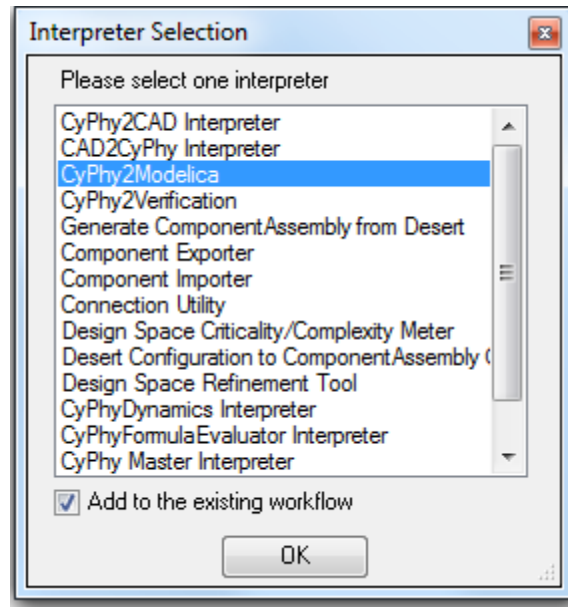 Interpreter Selection
Please select one interpreter
CyPhy2CAD Interpreter
CAD2CyPhy Interpreter
CyPhy2Modelica
CyPhy2Verification
Generate ComponentAssembly from Desert
Component Exporter
Component Importer
Connection Utility
Design Space Criticality/Complexity Meter
Desert Configuration to ComponentAssembly
Design Space Refinement Tool
CyPhyDynamics Interpreter
CyPhyFormulaEvaluator Interpreter
CyPhy Master Interpreter
Add to the existing workflow
OK